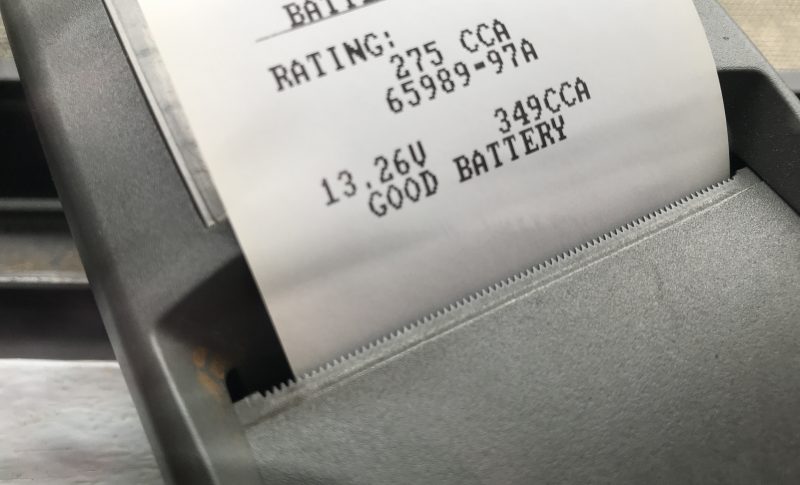 RATING:
275 CCA
65989-97A
13.26V 349CCA
GOOD BATTERY